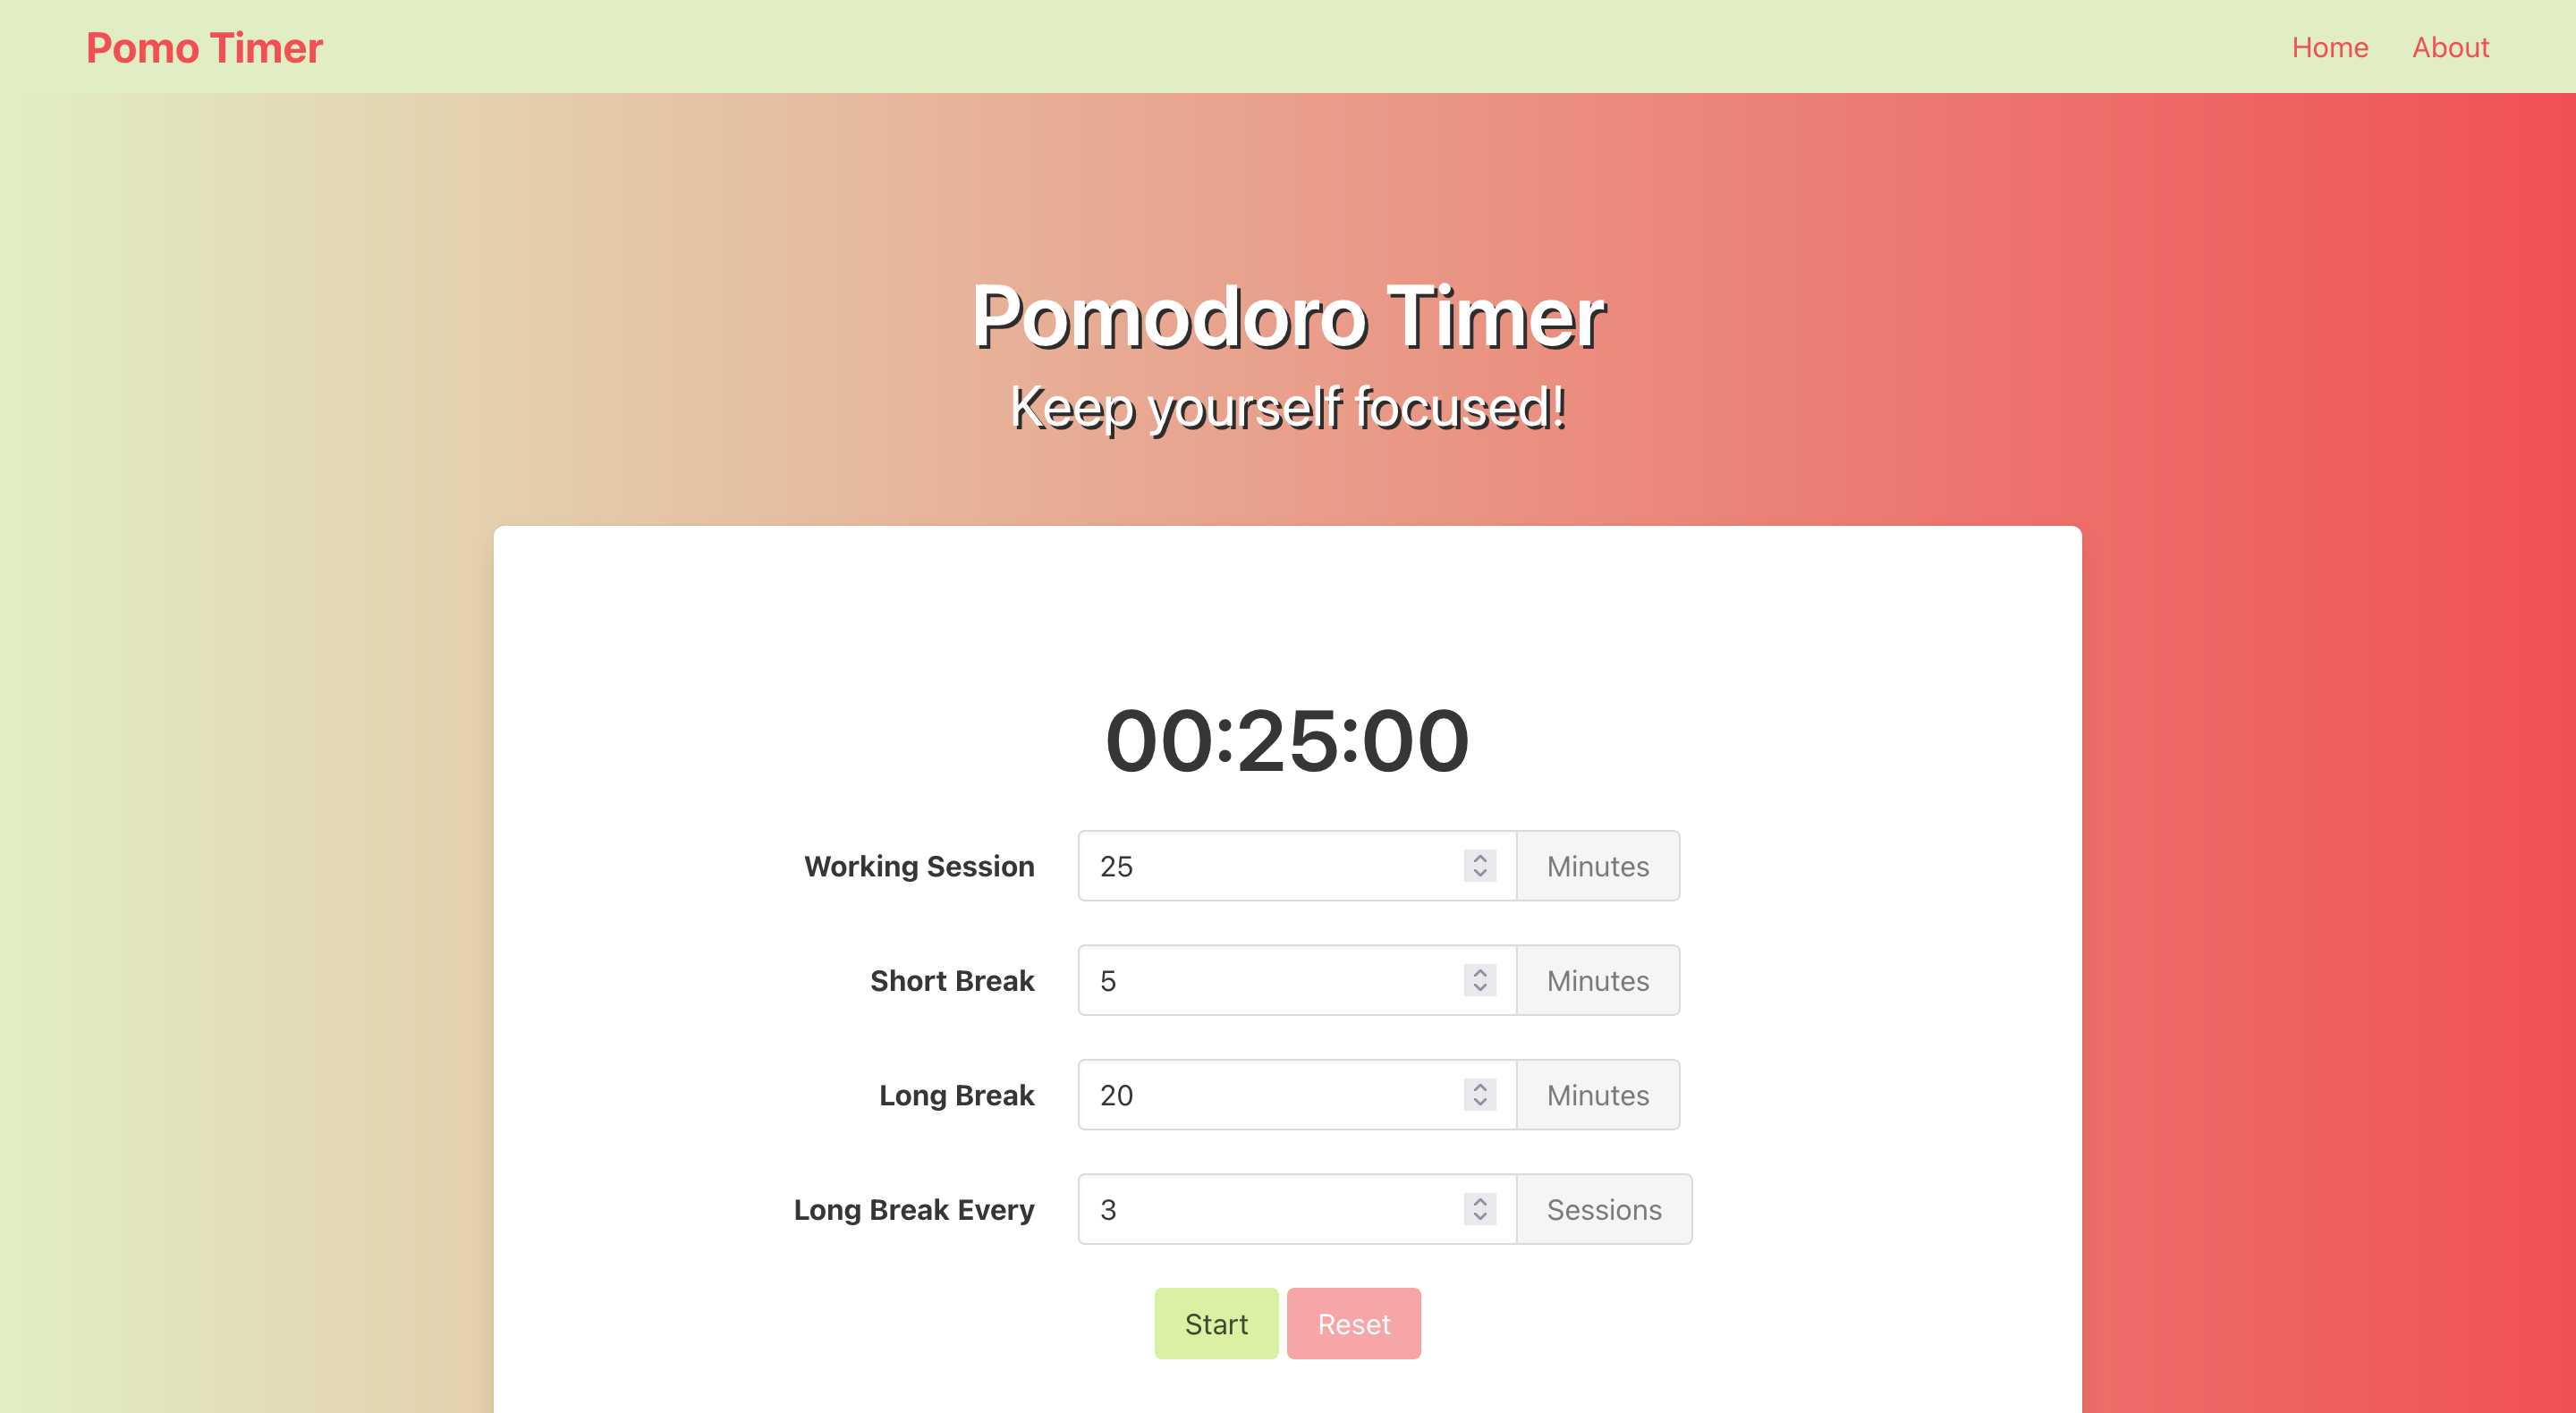 Pomo Timer Home About
Pomodoro Timer
Keep yourself focused!
00:25:00
Working Session 25 Minutes
Short Break 5 Minutes
Long Break 20 Minutes
Long Break Every 3 Sessions
Start Reset